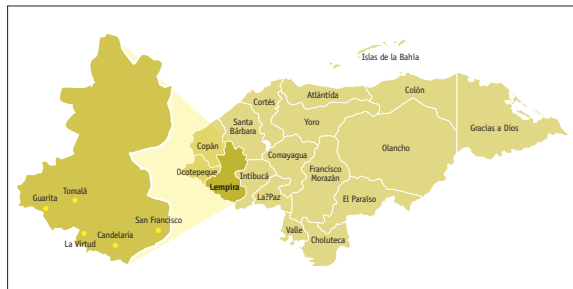 Islas de la Bahía
Cortés
Atlántida
Colón
Santa
Bárbara
Yoro
Gracias a Dios
Copán
Comayagua
Olancho
Ocotepeque
Francisco
Morazán
Intibucá
Lempira
La?Paz
El Paraíso
Valle
Choluteca
Tomalá
Guarita
San Francisco
La Virtud
Candelaria